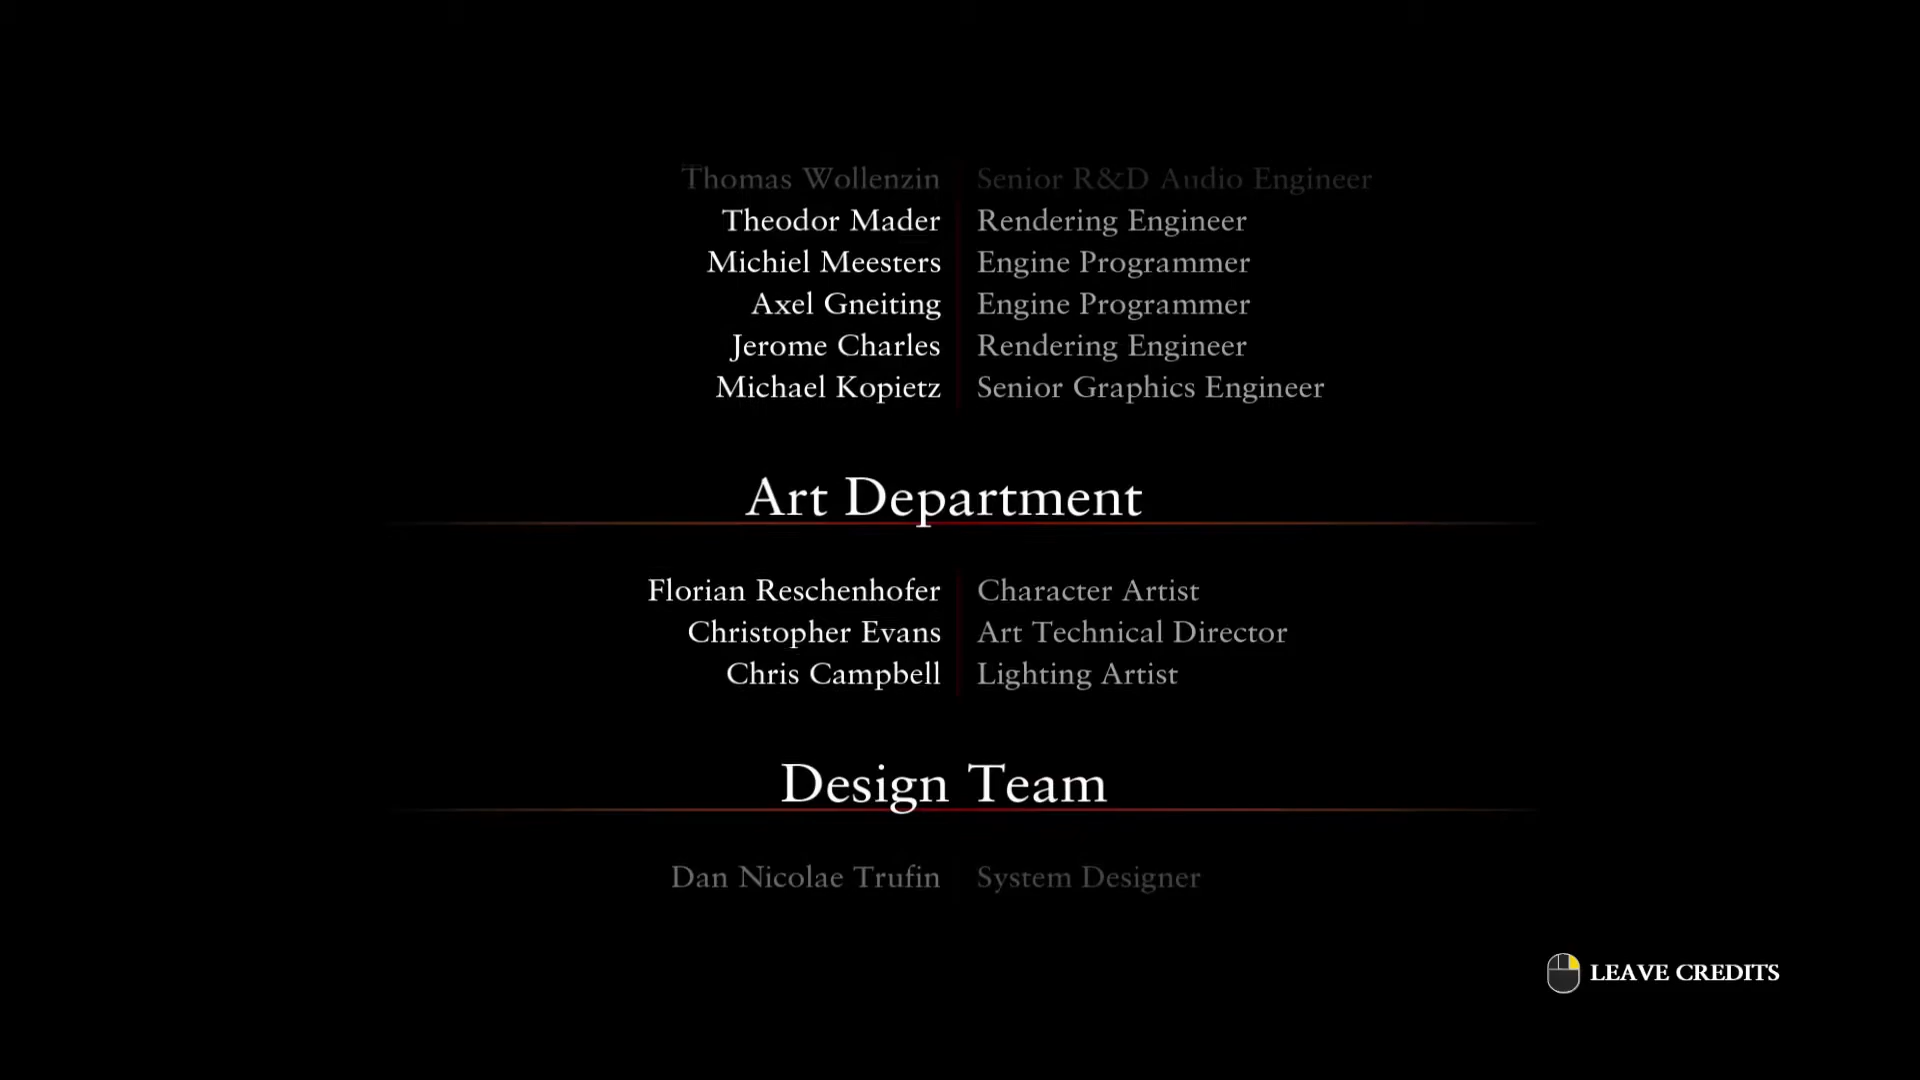 Thomas Wollenzin Senior R&D Audio Engineer
Theodor Mader Rendering Engineer
Michiel Meesters Engine Programmer
Axel Gneiting Engine Programmer
Jerome Charles Rendering Engineer
Michael Kopietz Senior Graphics Engineer
Art Department
Florian Reschenhofer Character Artist
Christopher Evans Art Technical Director
Chris Campbell Lighting Artist
Design Team
Dan Nicolae Trufin System Designer
LEAVE CREDITS